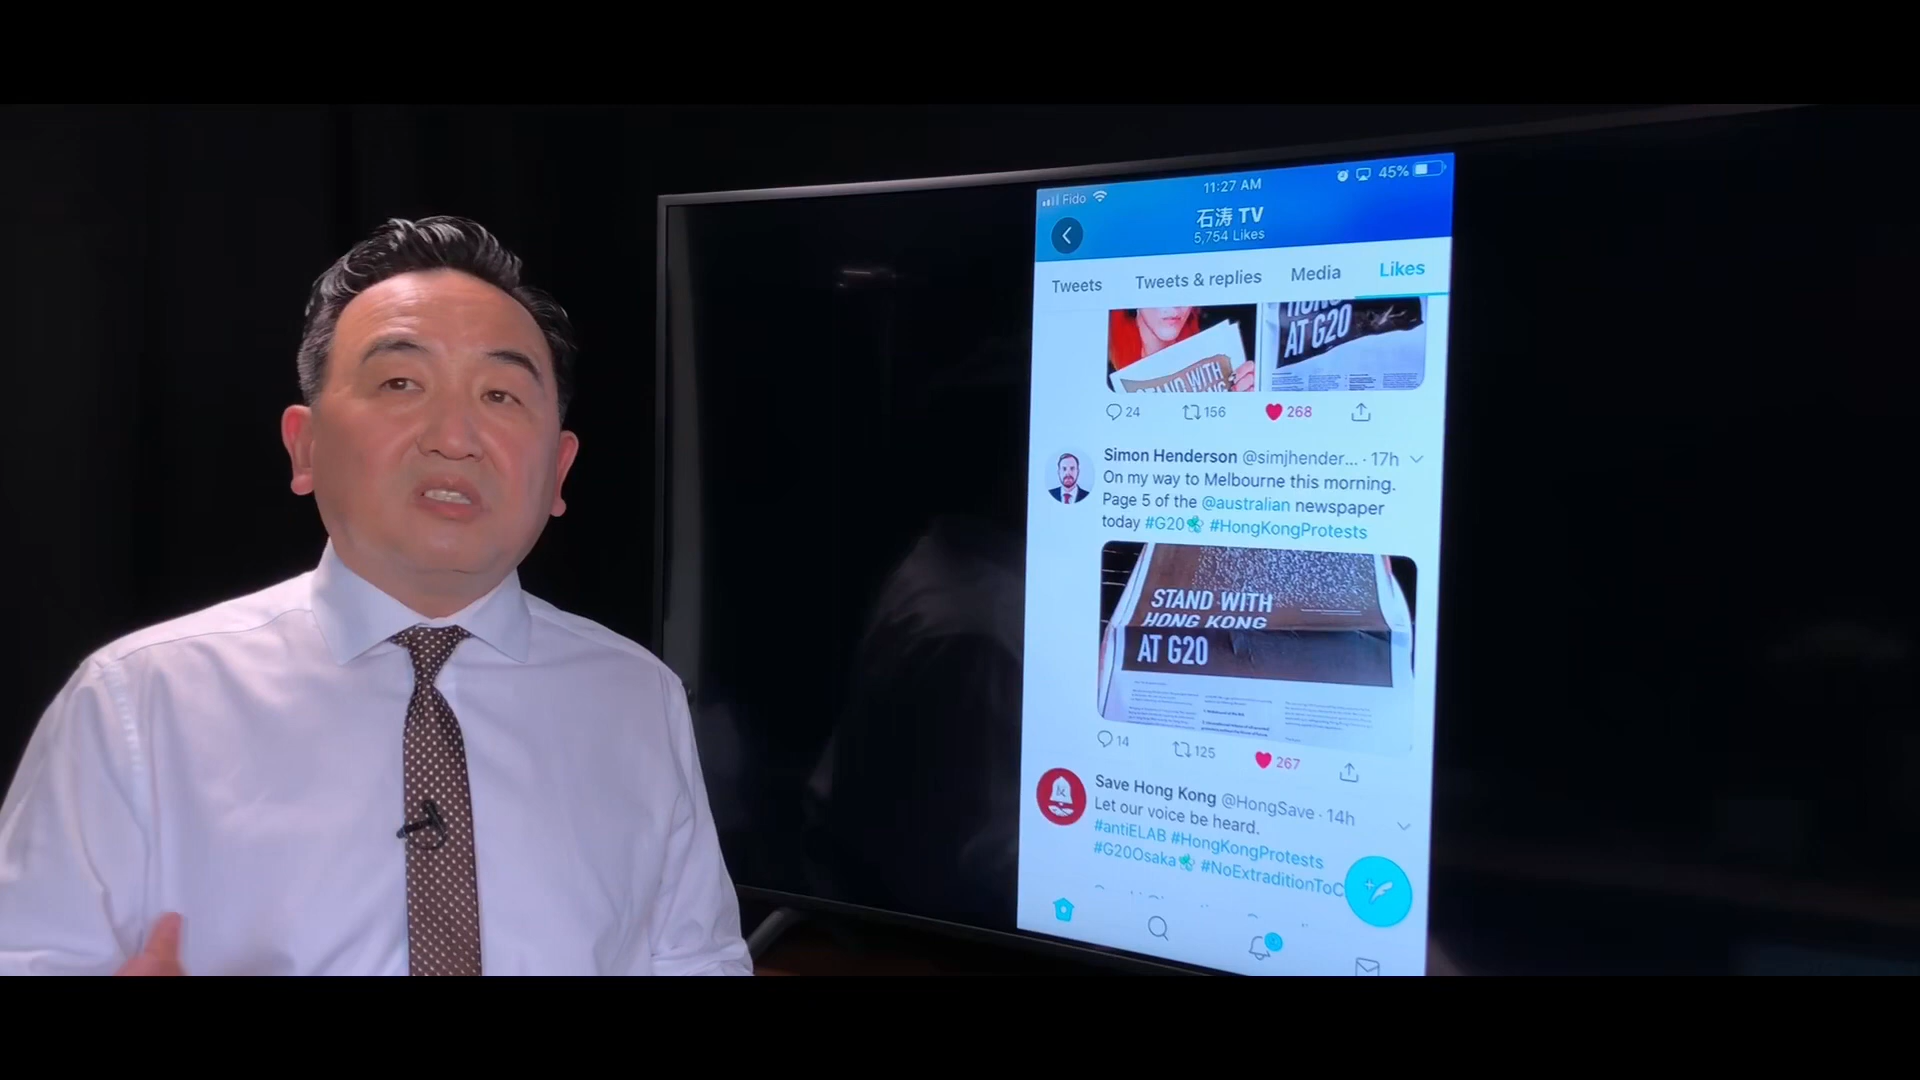 Fido
11:27 AM
45%
石涛 TV
5,754 Likes
Tweets
Tweets & replies
Media
Likes
AT G20
STAND WITH
24
156
268
Simon Henderson @simjhender... · 17h
On my way to Melbourne this morning.
Page 5 of the @australian newspaper
today #G20 #HongKongProtests
STAND WITH
HONG KONG
AT G20
14
125
267
Save Hong Kong @HongSave · 14h
Let our voice be heard.
#antiELAB #HongKongProtests
#G20Osaka #NoExtraditionToC